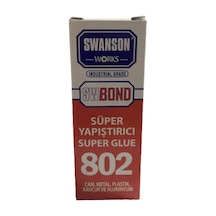 SWANSON
WORKS
INDUSTRIAL GRADE
SW BOND
SÜPER
YAPIŞTIRICI
SUPER GLUE
802
CAM, METAL, PLASTİK,
KAUÇUK VE ALUMİNYUM